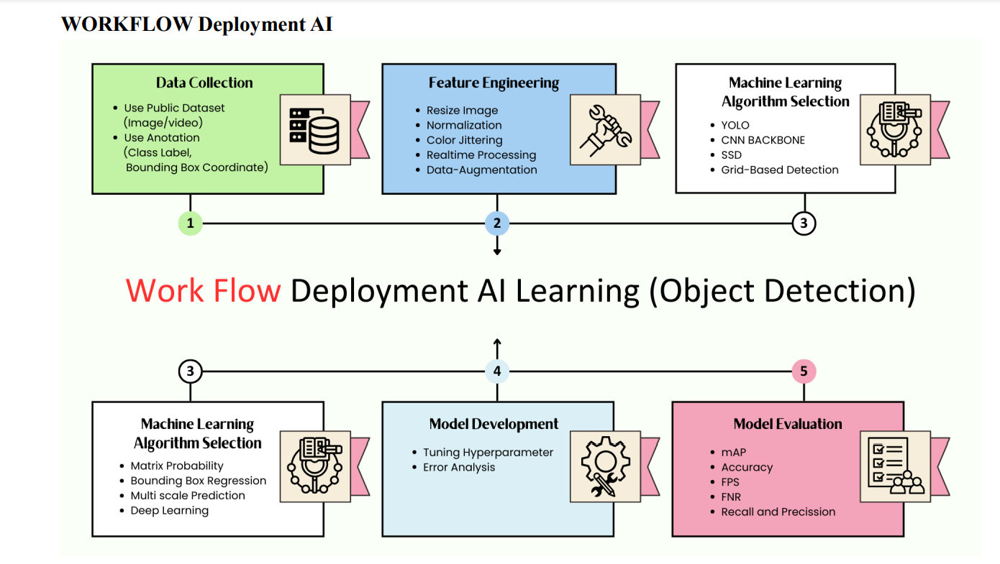 WORKFLOW Deployment AI
Data Collection
Use Public Dataset
(Image/video)
Use Anotation
(Class Label,
Bounding Box Coordinate)
Feature Engineering
Resize Image
Normalization
Color Jittering
Realtime Processing
Data-Augmentation
Machine Learning
Algorithm Selection
YOLO
CNN BACKBONE
SSD
Grid-Based Detection
1
2
3
Work Flow Deployment AI Learning (Object Detection)
3
4
5
Machine Learning
Algorithm Selection
Matrix Probability
Bounding Box Regression
Multi scale Prediction
Deep Learning
Model Development
Tuning Hyperparameter
Error Analysis
Model Evaluation
mAP
Accuracy
FPS
FNR
Recall and Precission